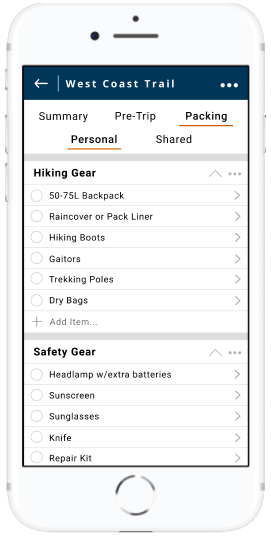 West Coast Trail
Summary Pre-Trip Packing
Personal Shared
Hiking Gear
50-75L Backpack
Raincover or Pack Liner
Hiking Boots
Gaitors
Trekking Poles
Dry Bags
Add Item...
Safety Gear
Headlamp w/extra batteries
Sunscreen
Sunglasses
Knife
Repair Kit